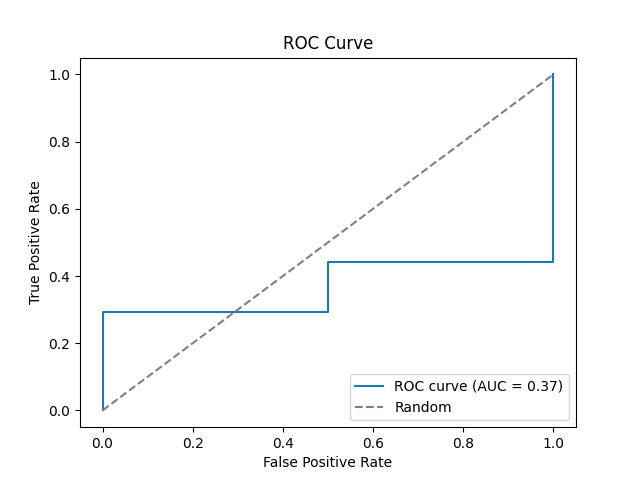 ROC Curve
True Positive Rate
1.0
0.8
0.6
0.4
0.2
0.0
ROC curve (AUC = 0.37)
Random
0.0 0.2 0.4 0.6 0.8 1.0
False Positive Rate